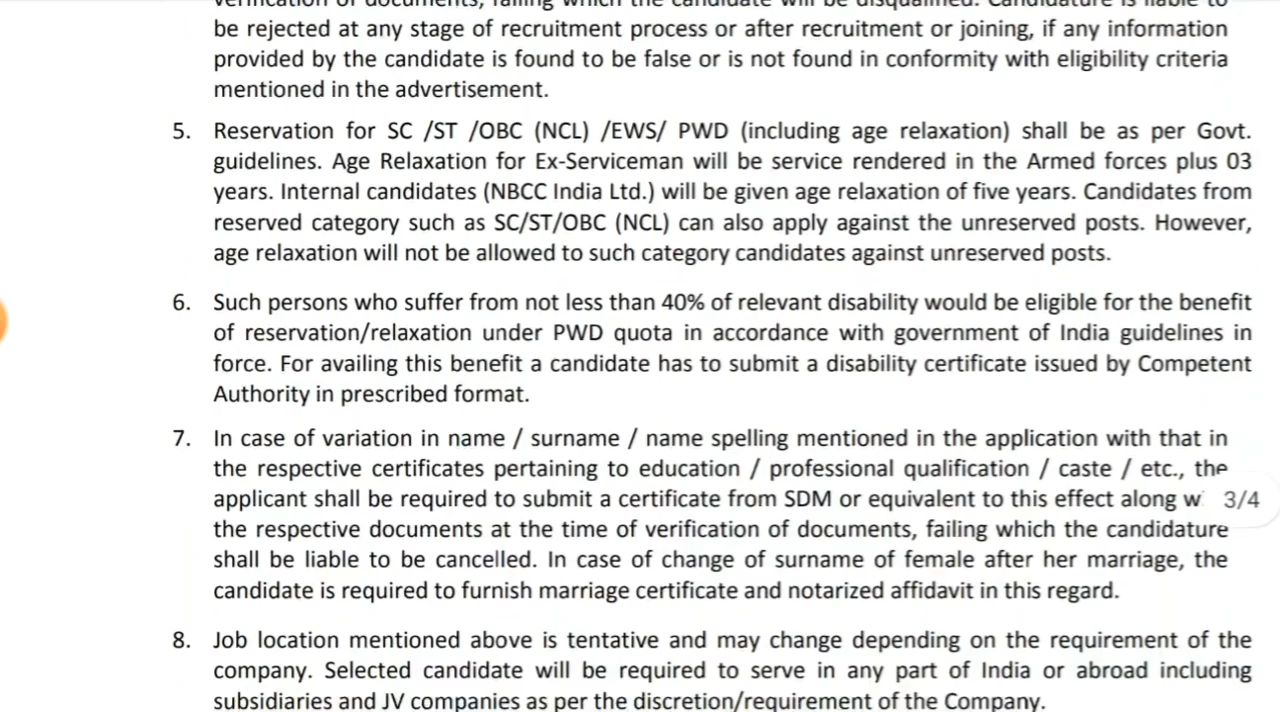 be rejected at any stage of recruitment process or after recruitment or joining, if any information
provided by the candidate is found to be false or is not found in conformity with eligibility criteria
mentioned in the advertisement.
5. Reservation for SC /ST /OBC (NCL) /EWS/ PWD (including age relaxation) shall be as per Govt.
guidelines. Age Relaxation for Ex-Serviceman will be service rendered in the Armed forces plus 03
years. Internal candidates (NBCC India Ltd.) will be given age relaxation of five years. Candidates from
reserved category such as SC/ST/OBC (NCL) can also apply against the unreserved posts. However,
age relaxation will not be allowed to such category candidates against unreserved posts.
6. Such persons who suffer from not less than 40% of relevant disability would be eligible for the benefit
of reservation/relaxation under PWD quota in accordance with government of India guidelines in
force. For availing this benefit a candidate has to submit a disability certificate issued by Competent
Authority in prescribed format.
7. In case of variation in name / surname / name spelling mentioned in the application with that in
the respective certificates pertaining to education / professional qualification / caste / etc., the
applicant shall be required to submit a certificate from SDM or equivalent to this effect along 3/4
the respective documents at the time of verification of documents, failing which the candidature
shall be liable to be cancelled. In case of change of surname of female after her marriage, the
candidate is required to furnish marriage certificate and notarized affidavit in this regard.
8. Job location mentioned above is tentative and may change depending on the requirement of the
company. Selected candidate will be required to serve in any part of India or abroad including
subsidiaries and JV companies as per the discretion/requirement of the Company.